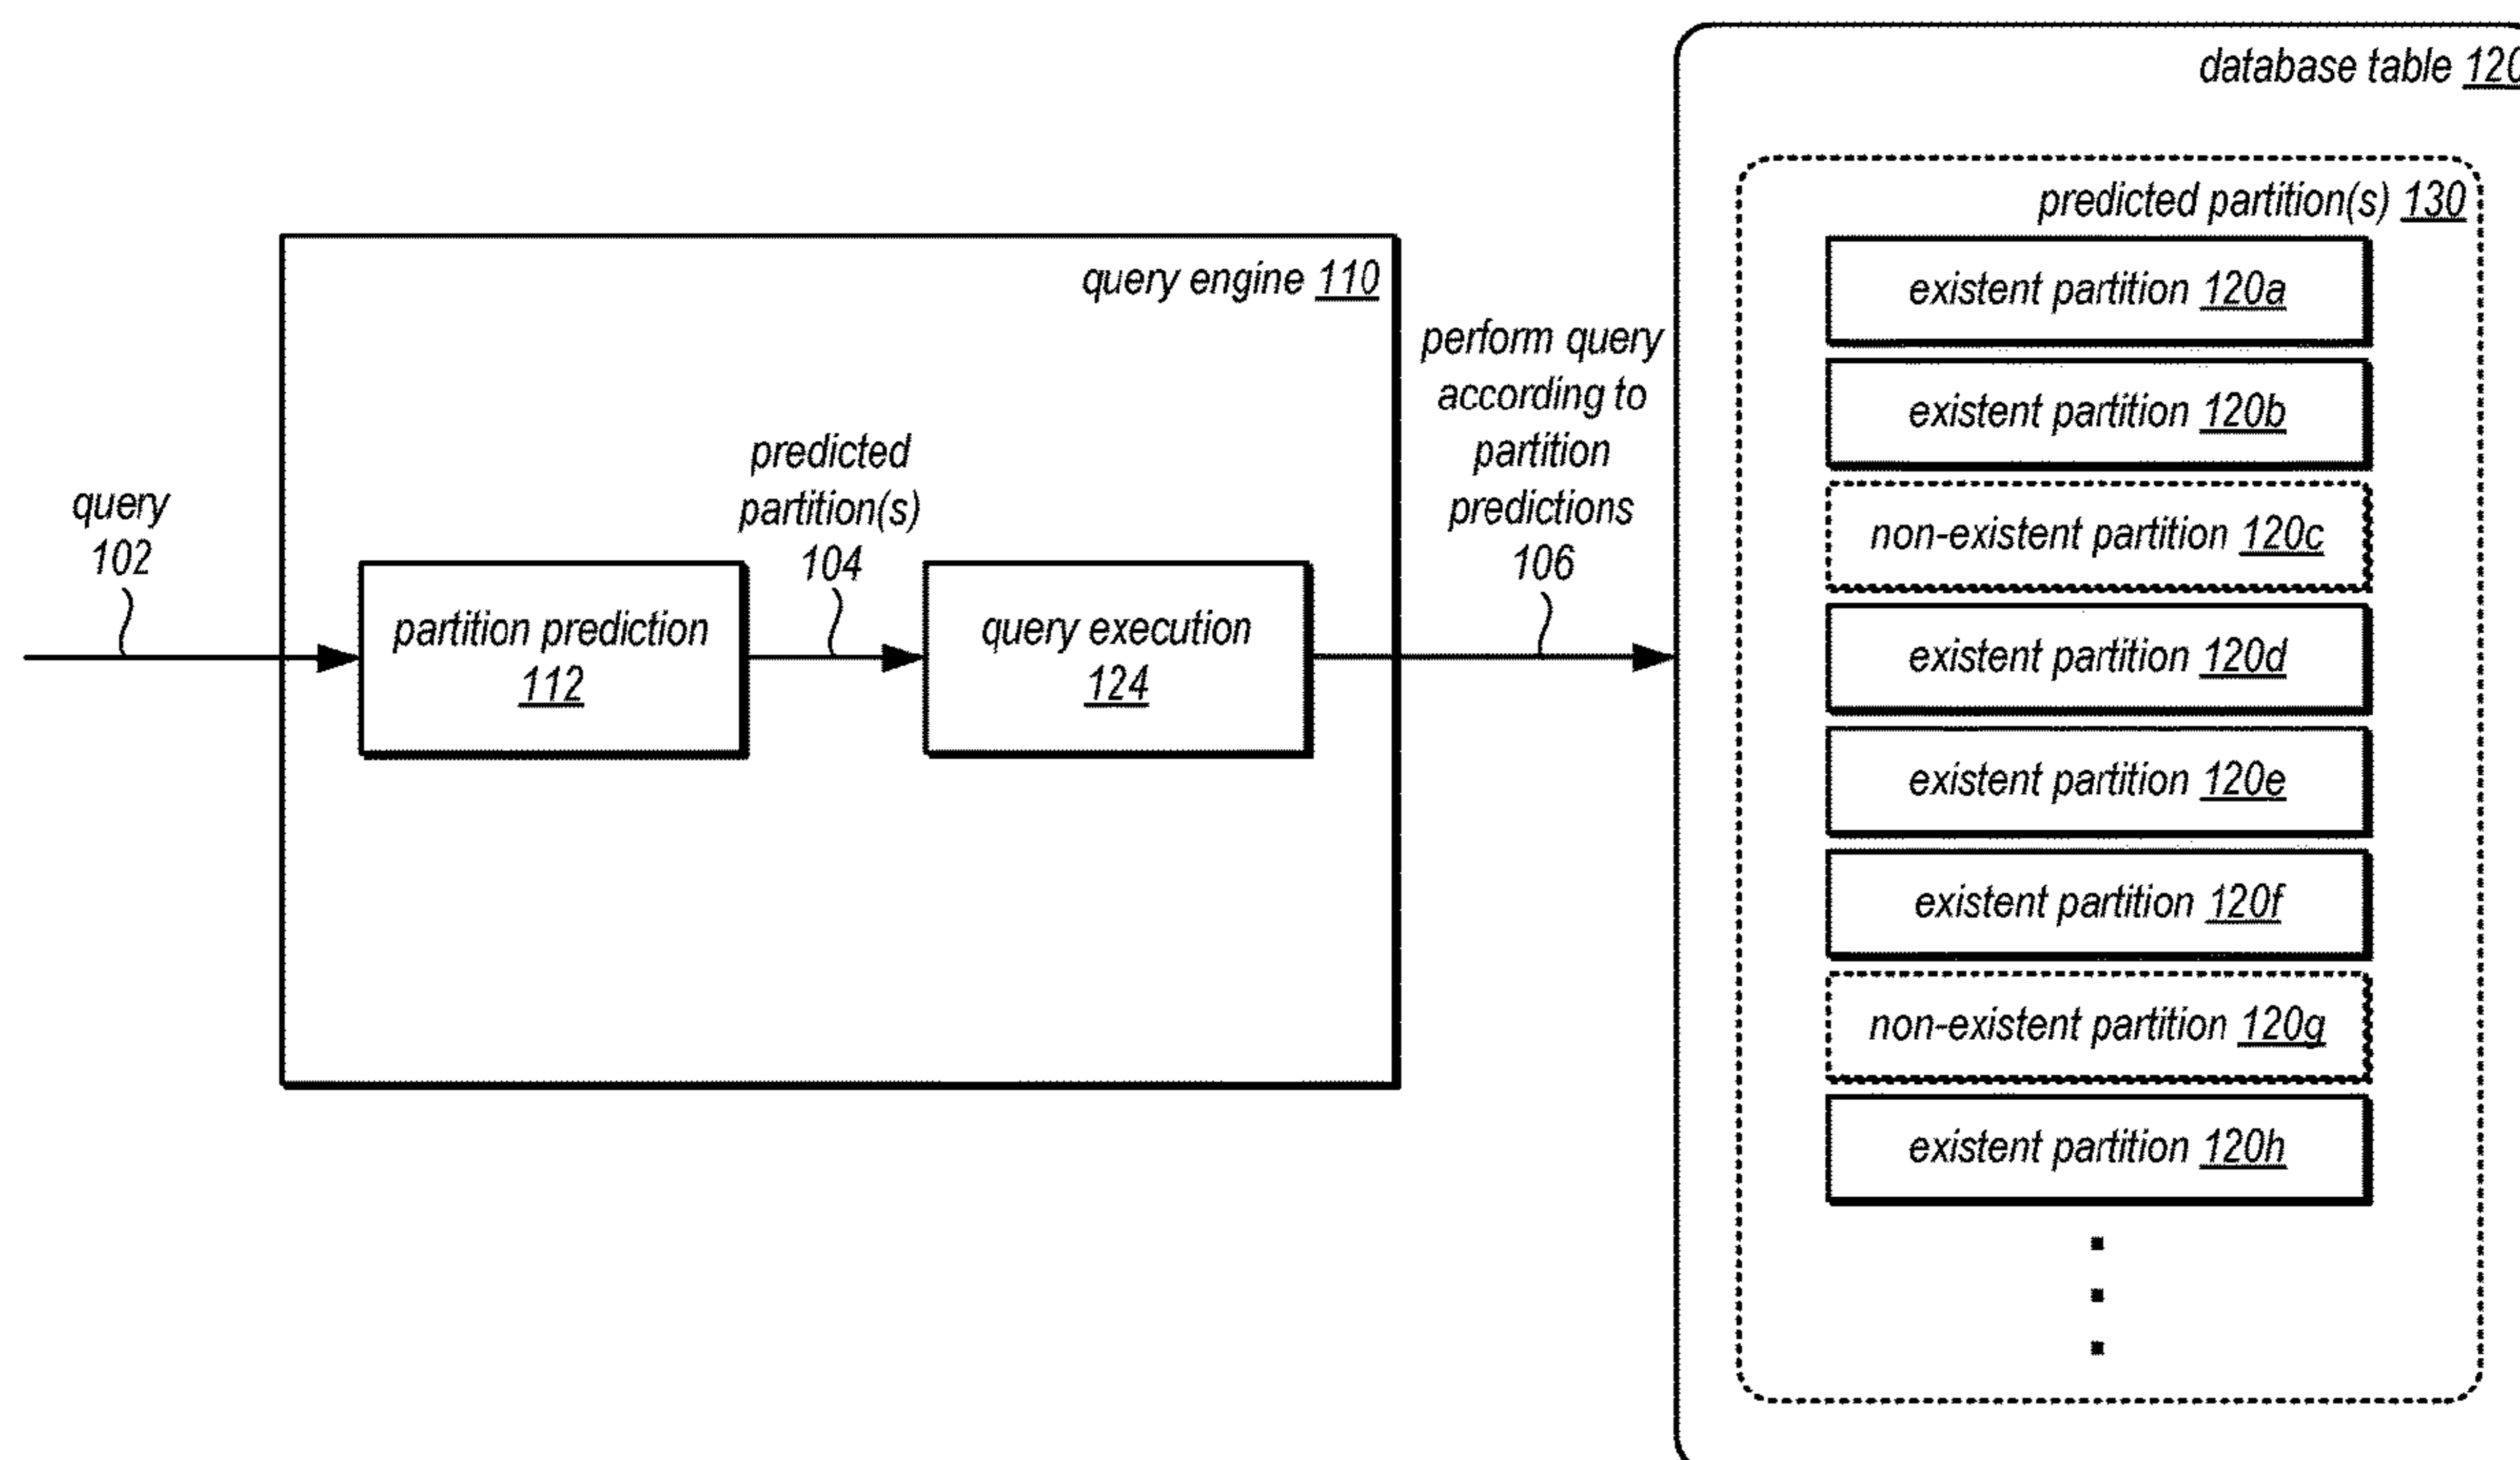 database table 120
predicted partition(s) 130
query engine 110
existent partition 120a
existent partition 120b
non-existent partition 120c
existent partition 120d
existent partition 120e
existent partition 120f
non-existent partition 120g
existent partition 120h
perform query
according to
partition
predictions
106
predicted
partition(s)
104
query
102
partition prediction
112
query execution
124